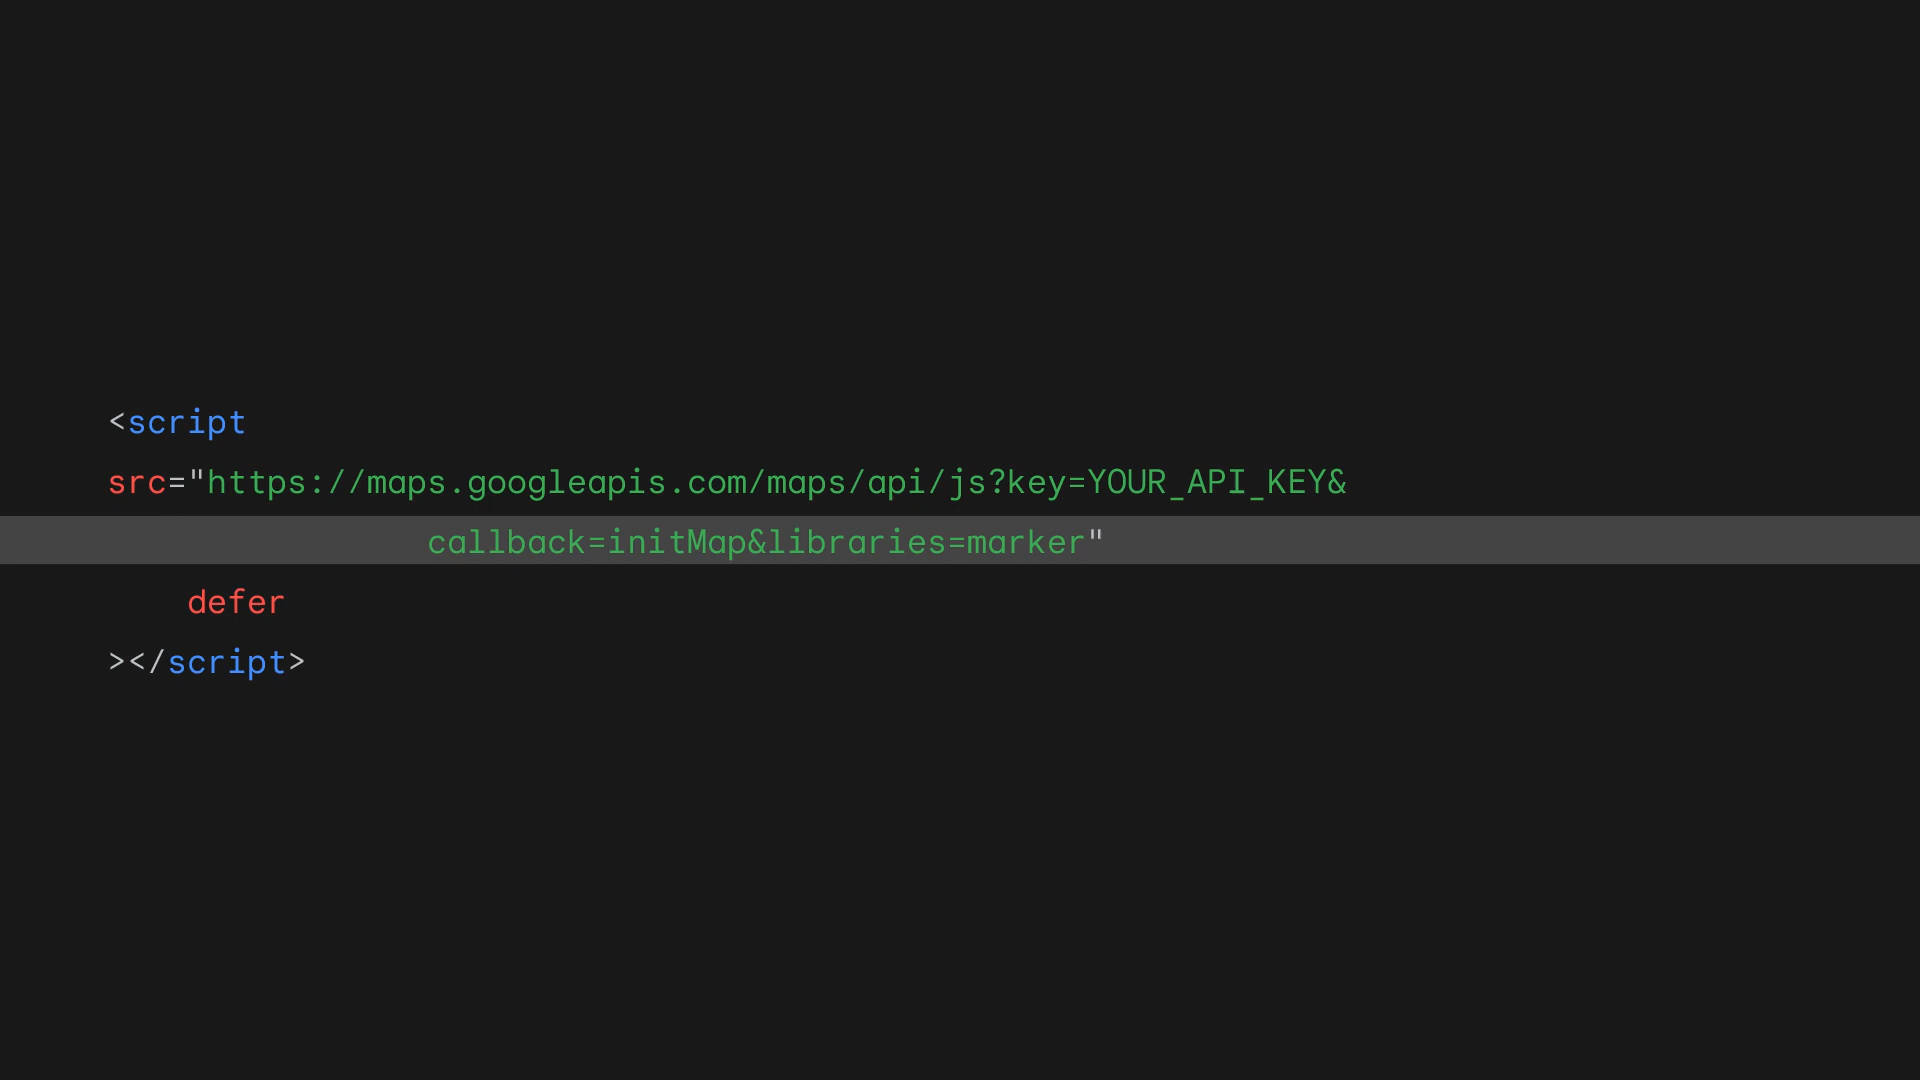 <script
src="https://maps.googleapis.com/maps/api/js?key=YOUR_API_KEY&
callback=initMap&libraries=marker"
defer
></script>